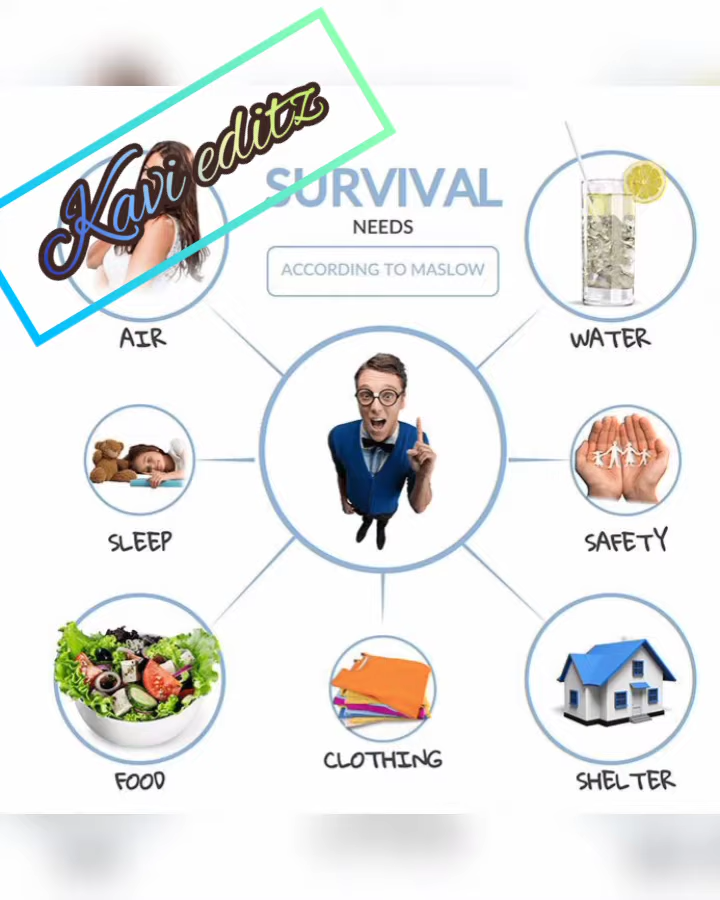 Kavi editz
SURVIVAL
NEEDS
ACCORDING TO MASLOW
AIR
WATER
SLEEP
SAFETY
FOOD
CLOTHING
SHELTER